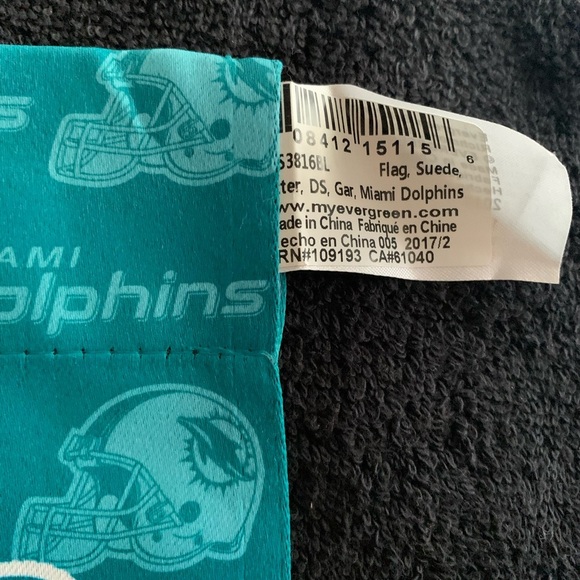 08412 15115 6
S3816BL Flag, Suede,
ter, DS, Gar, Miami Dolphins
www.myevergreen.com
ade in China Fabriqué en Chine
echo en China 005 2017/2
RN#109193 CA#61040
AMI
olphins